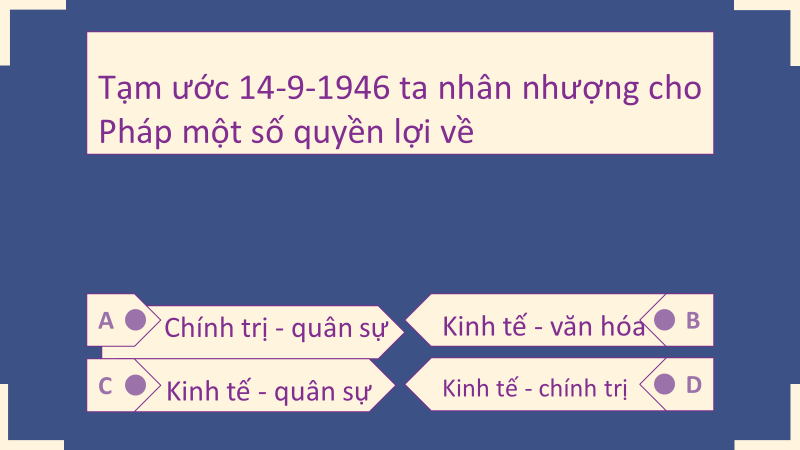 Tạm ước 14-9-1946 ta nhân nhượng cho
Pháp một số quyền lợi về
A Chính trị - quân sự
Kinh tế - văn hóa B
C Kinh tế - quân sự
Kinh tế - chính trị D